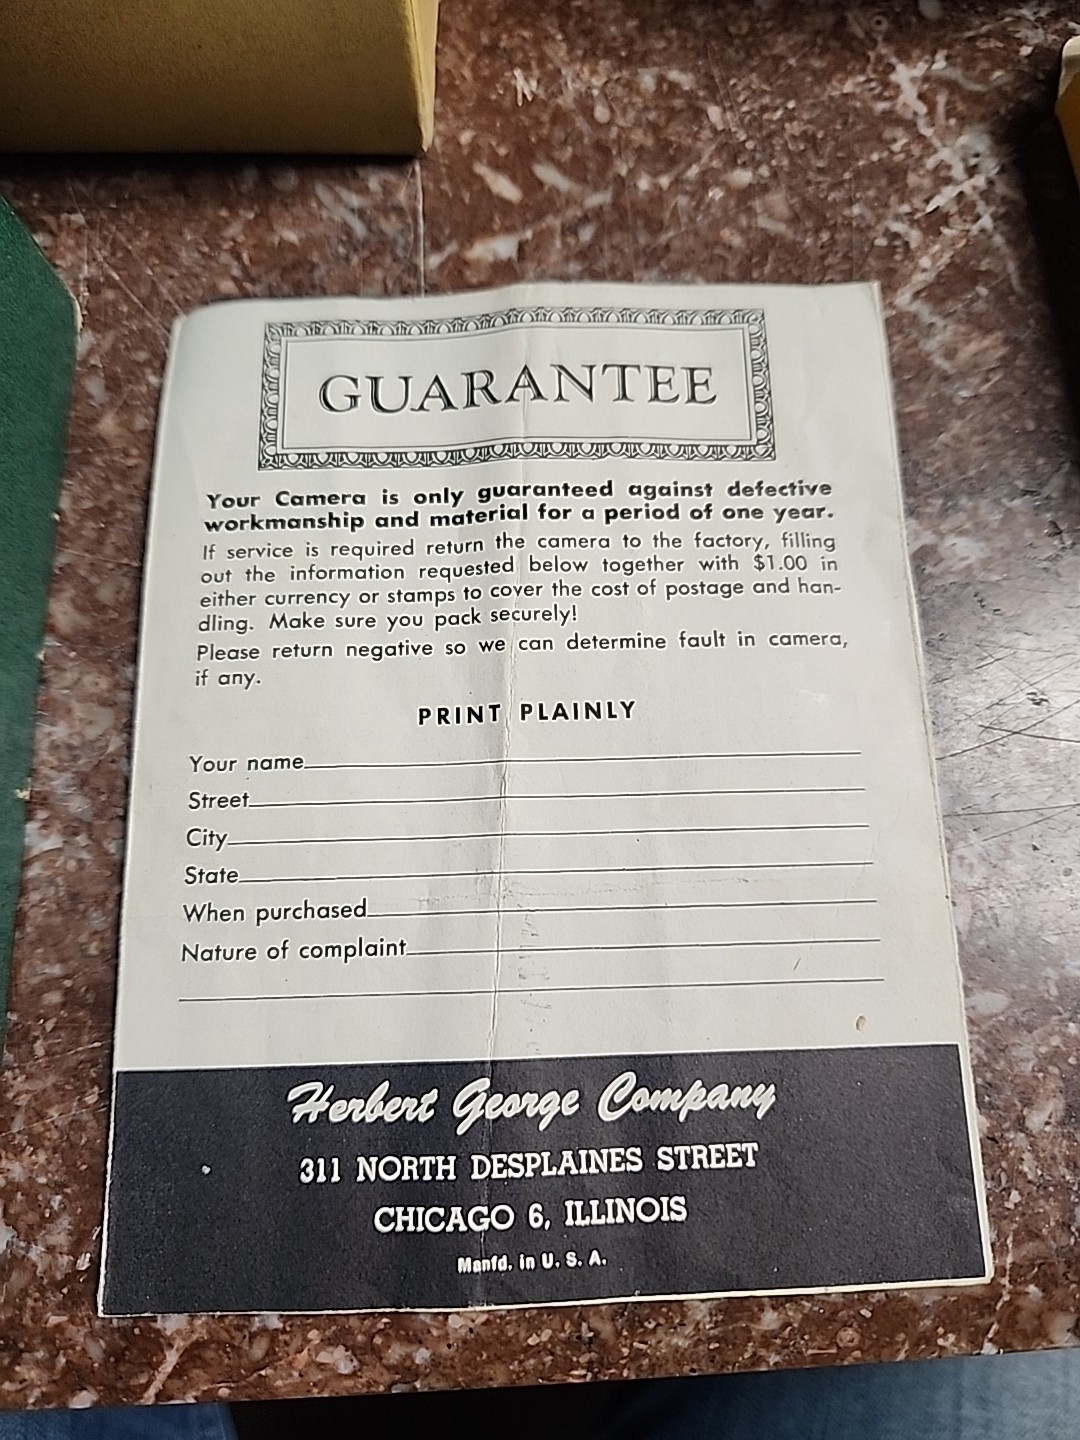 GUARANTEE
Your Camera is only guaranteed against defective
workmanship and material for a period of one year.
If service is required return the camera to the factory, filling
out the information requested below together with $1.00 in
either currency or stamps to cover the cost of postage and han-
dling. Make sure you pack securely!
Please return negative so we can determine fault in camera,
if any.
PRINT PLAINLY
Your name
Street
City
State
When purchased
Nature of complaint
Herbert George Company
311 NORTH DESPLAINES STREET
CHICAGO 6, ILLINOIS
Manfd. in U. S. A.